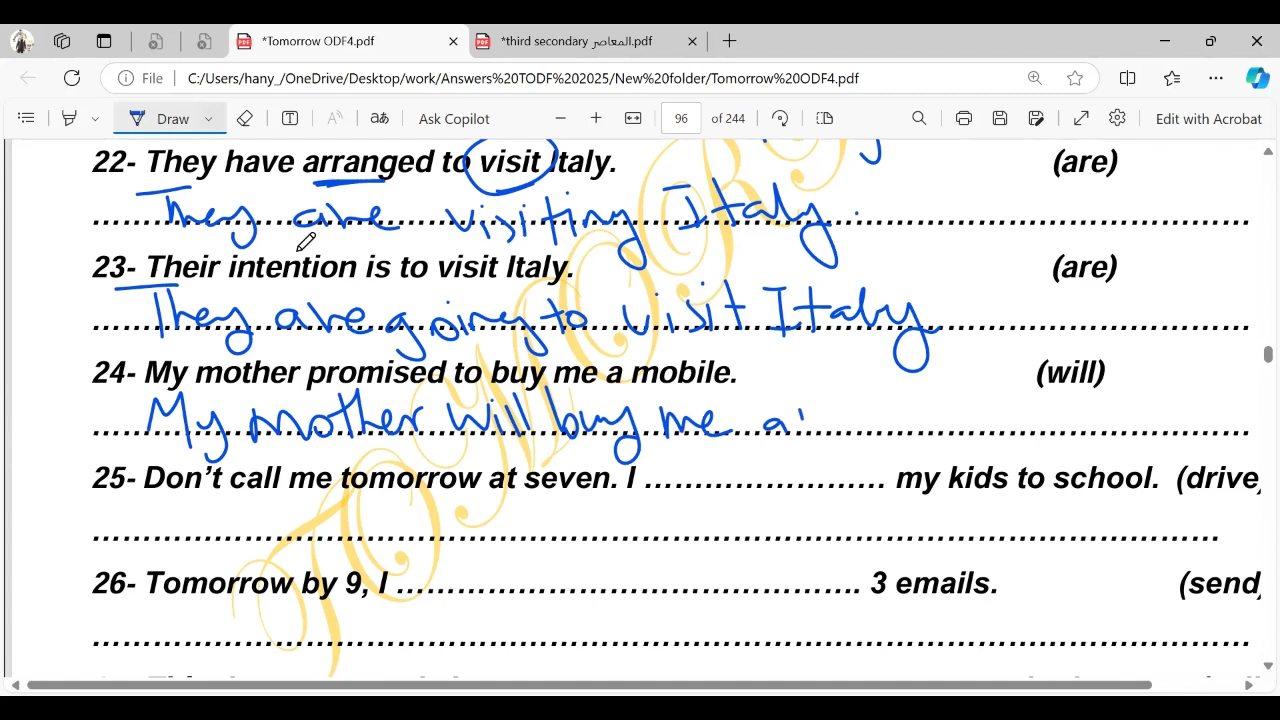 *Tomorrow ODF4.pdf
*third secondary المعاصر.pdf
File C:/Users/hany_/OneDrive/Desktop/work/Answers%20TODF%202025/New%20folder/Tomorrow%20ODF4.pdf
Draw Ask Copilot 96 of 244 Edit with Acrobat
22- They have arranged to visit Italy. (are)
They are visiting Italy.
23- Their intention is to visit Italy. (are)
They are going to visit Italy
24- My mother promised to buy me a mobile. (will)
My mother will buy me a
25- Don't call me tomorrow at seven. I …………………… my kids to school. (drive
26- Tomorrow by 9, I ………………………………………. 3 emails. (send
TOMOR